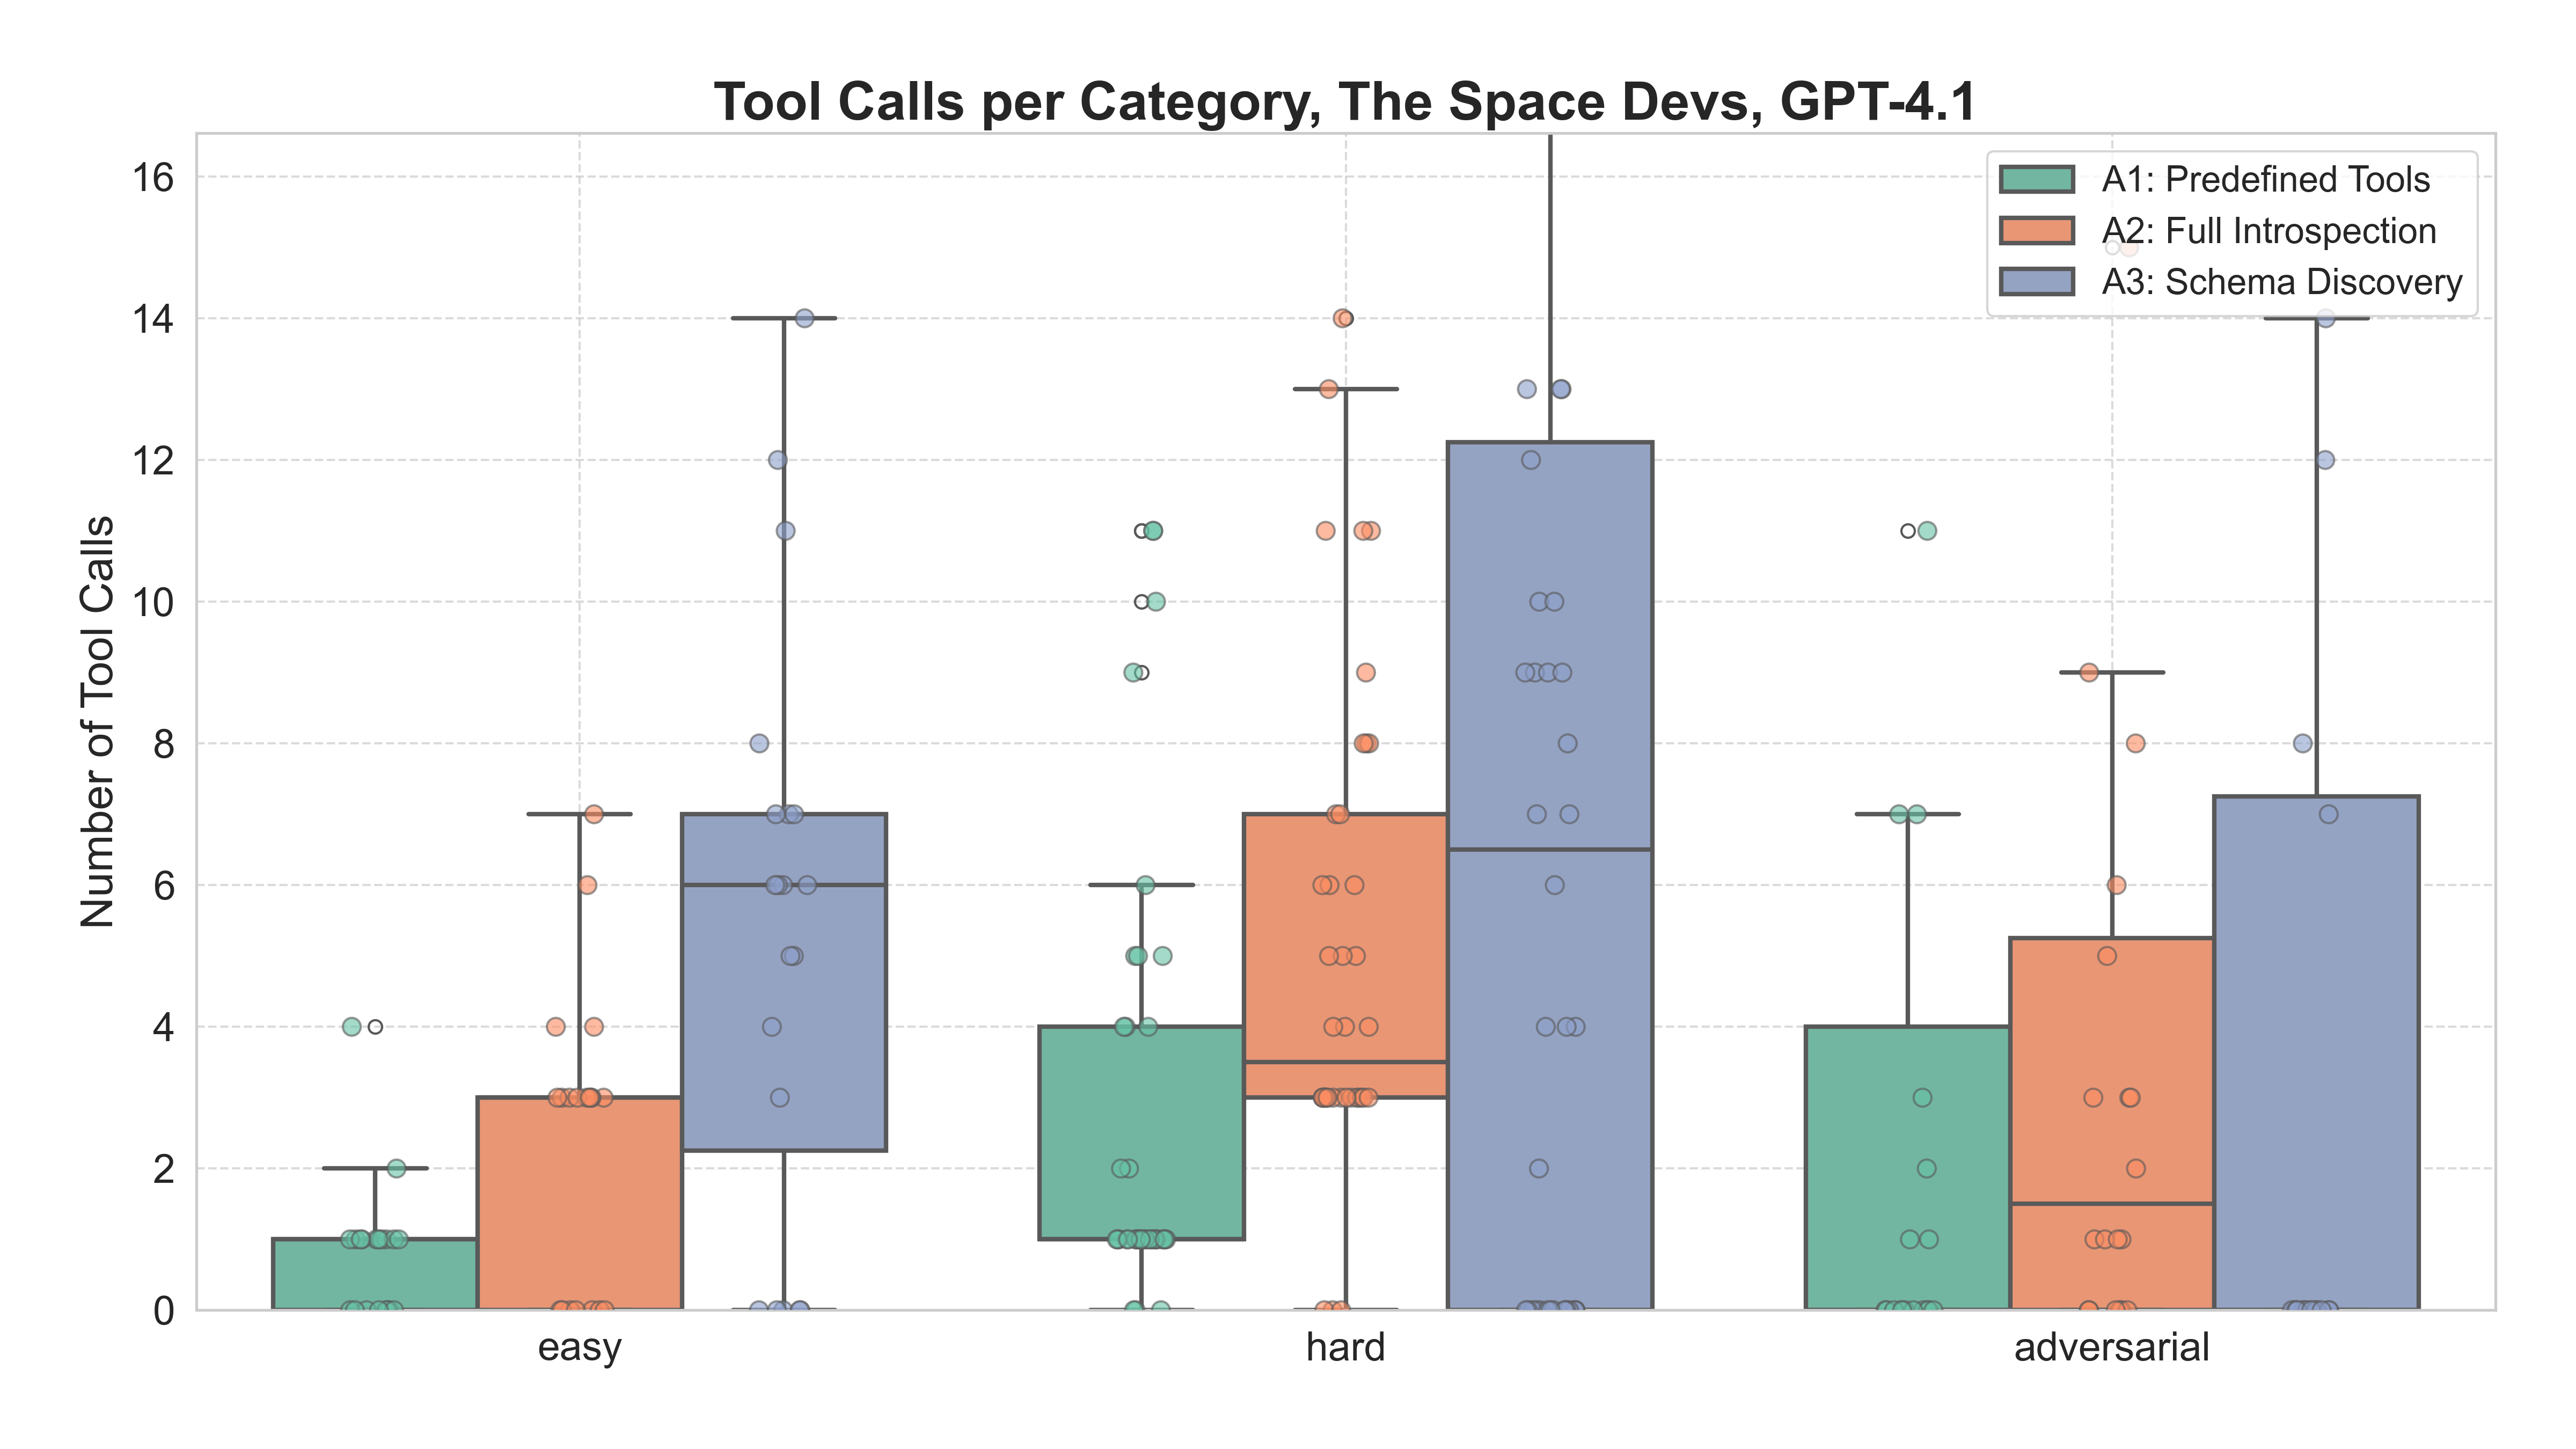 Tool Calls per Category, The Space Devs, GPT-4.1
A1: Predefined Tools
A2: Full Introspection
A3: Schema Discovery
Number of Tool Calls
16
14
12
10
8
6
4
2
0
easy
hard
adversarial